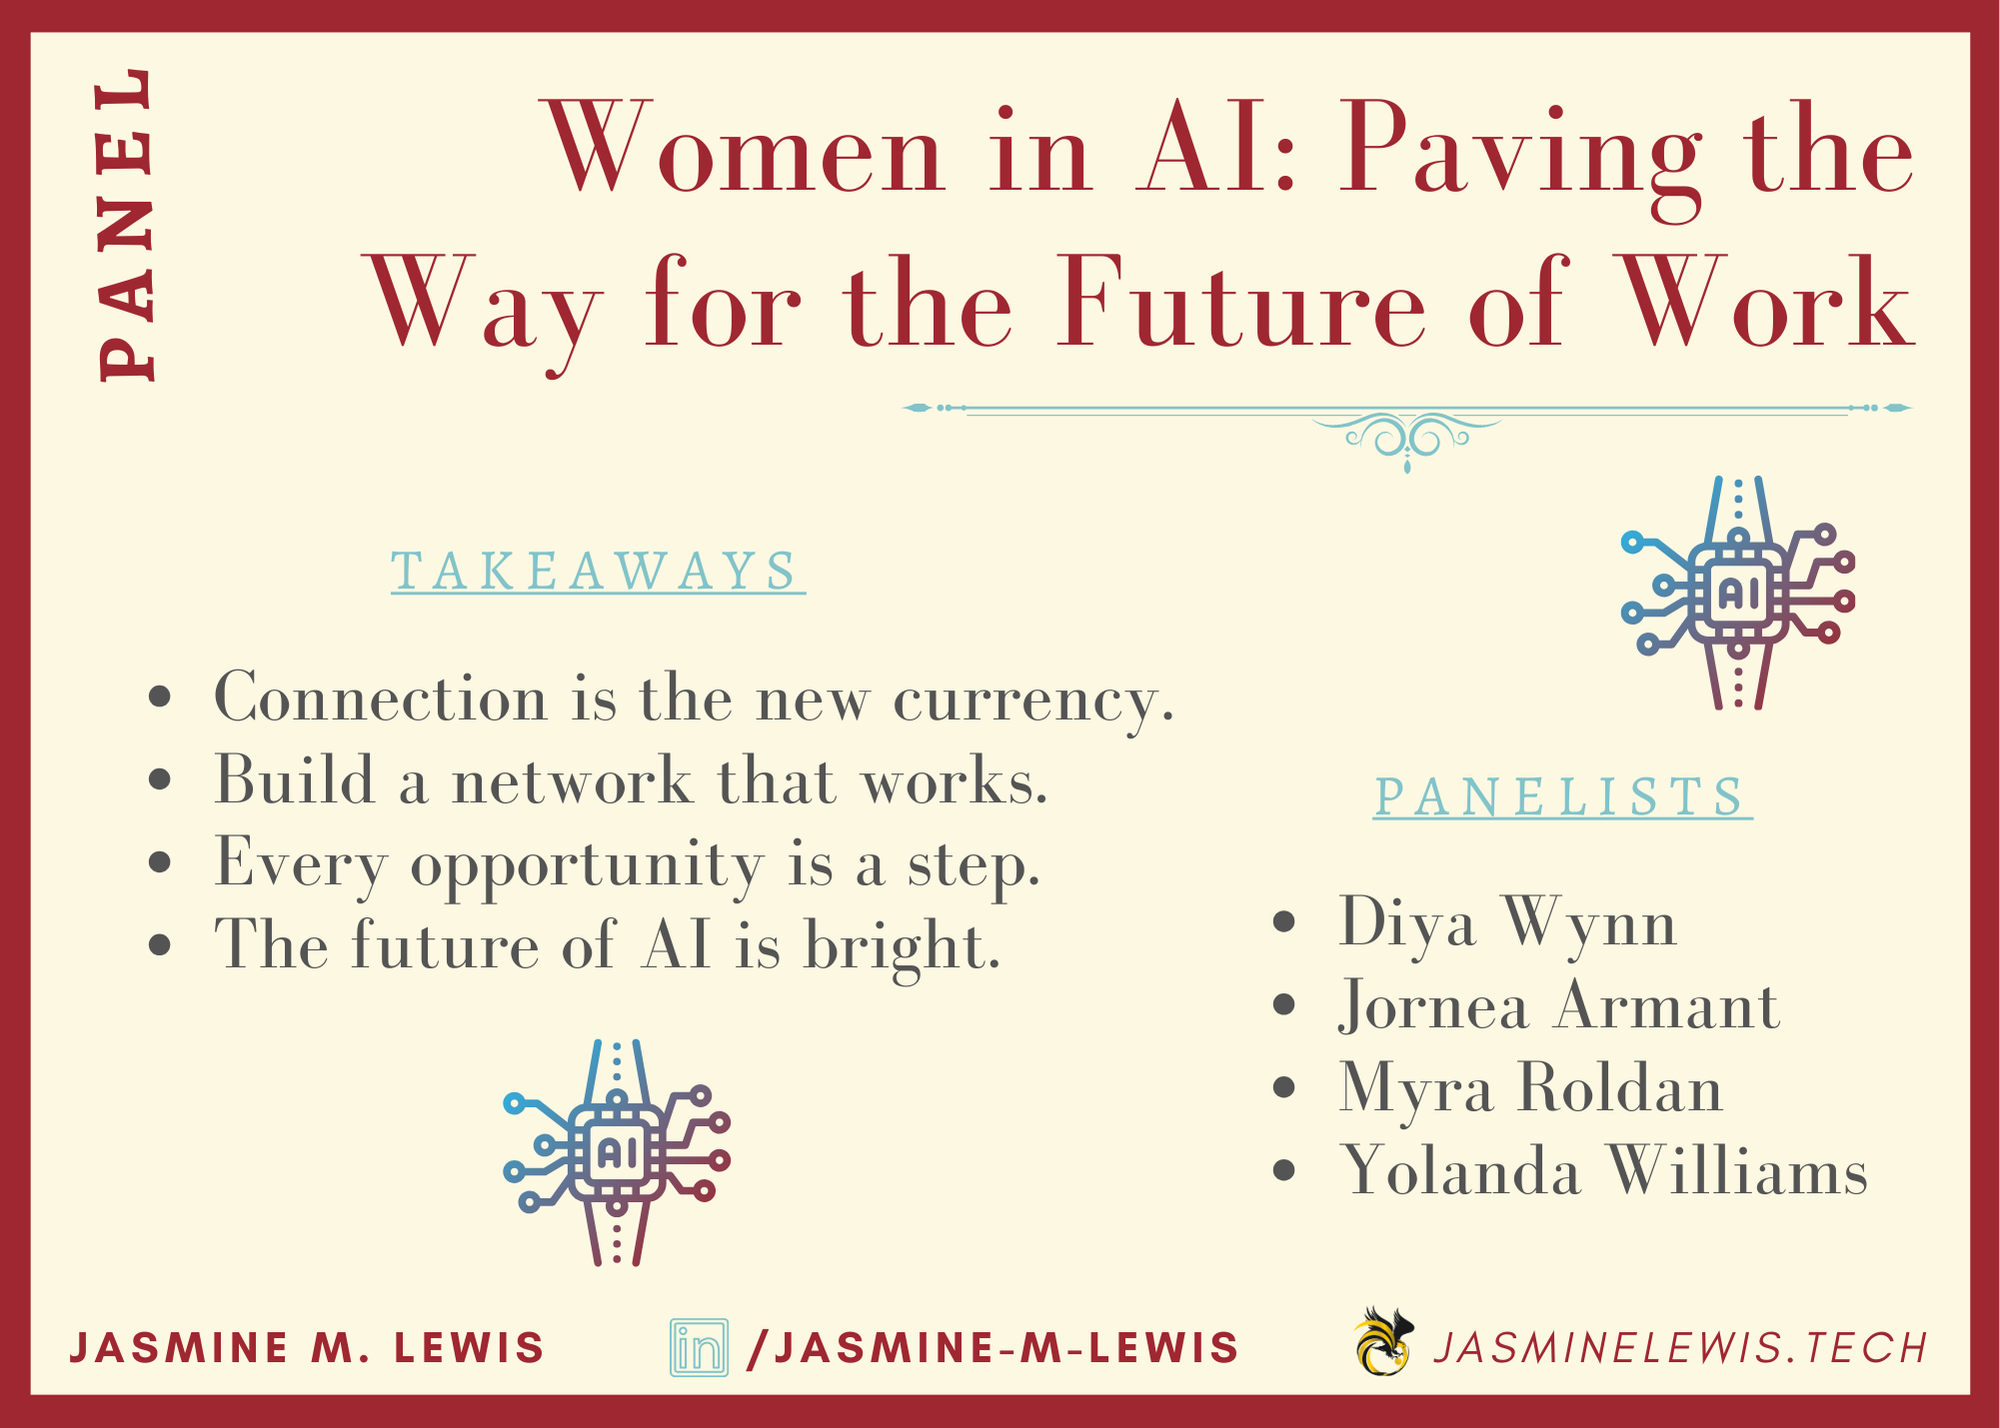 PANEL
Women in AI: Paving the
Way for the Future of Work
TAKEAWAYS
• Connection is the new currency.
• Build a network that works.
• Every opportunity is a step.
• The future of AI is bright.
AI
PANELISTS
• Diya Wynn
• Jornea Armant
• Myra Roldan
• Yolanda Williams
AI
JASMINE M. LEWIS
in /JASMINE-M-LEWIS
JASMINELEWIS.TECH